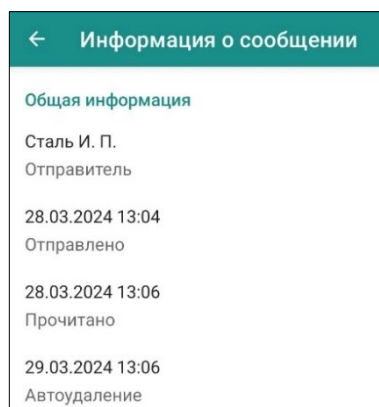 Информация о сообщении
Общая информация
Сталь И. П.
Отправитель
28.03.2024 13:04
Отправлено
28.03.2024 13:06
Прочитано
29.03.2024 13:06
Автоудаление